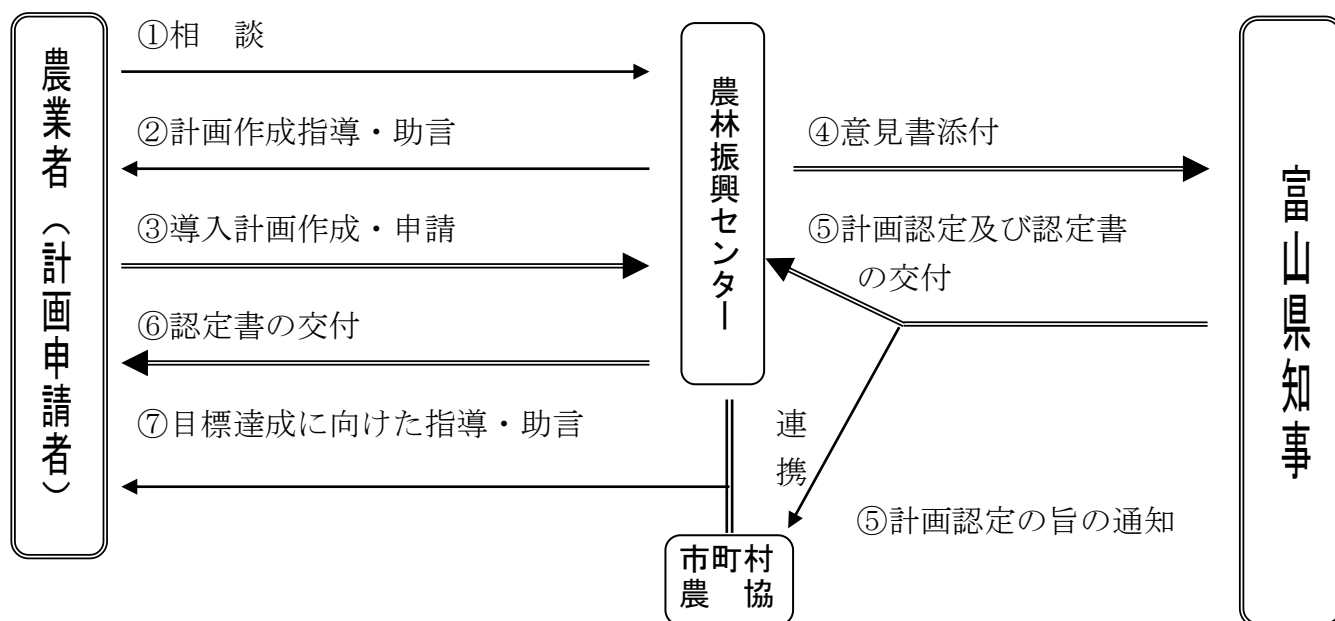 農業者（計画申請者）
①相　談
②計画作成指導・助言
③導入計画作成・申請
⑥認定書の交付
⑦目標達成に向けた指導・助言
農林振興センター
④意見書添付
⑤計画認定及び認定書
の交付
連携
⑤計画認定の旨の通知
市町村
農　協
富山県知事